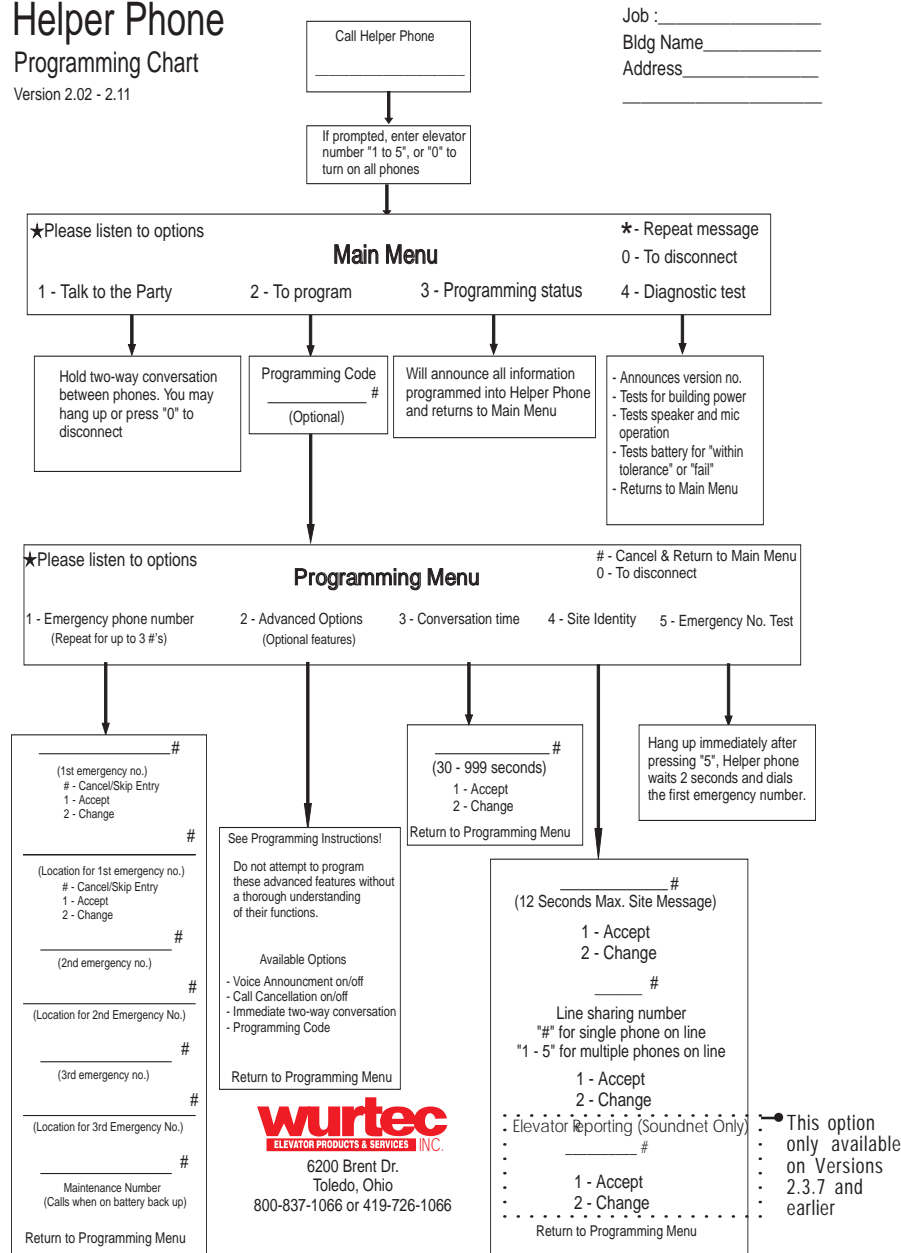 Helper Phone
Programming Chart
Version 2.02 - 2.11
Call Helper Phone
____________________
Job :______________
Bldg Name_____________
Address_______________
______________________
If prompted, enter elevator
number "1 to 5", or "0" to
turn on all phones
★Please listen to options
Main Menu
*- Repeat message
0 - To disconnect
1 - Talk to the Party
2 - To program
3 - Programming status
4 - Diagnostic test
Hold two-way conversation
between phones. You may
hang up or press "0" to
disconnect
Programming Code
_____________ #
(Optional)
Will announce all information
programmed into Helper Phone
and returns to Main Menu
- Announces version no.
- Tests for building power
- Tests speaker and mic
operation
- Tests battery for "within
tolerance" or "fail"
- Returns to Main Menu
★Please listen to options
Programming Menu
# - Cancel & Return to Main Menu
0 - To disconnect
1 - Emergency phone number
(Repeat for up to 3 #'s)
2 - Advanced Options
(Optional features)
3 - Conversation time
4 - Site Identity
5 - Emergency No. Test
_________________#
(1st emergency no.)
# - Cancel/Skip Entry
1 - Accept
2 - Change
#
(Location for 1st emergency no.)
# - Cancel/Skip Entry
1 - Accept
2 - Change
_________________ #
(2nd emergency no.)
#
(Location for 2nd Emergency No.)
_________________ #
(3rd emergency no.)
#
(Location for 3rd Emergency No.)
_________________ #
Maintenance Number
(Calls when on battery back up)
Return to Programming Menu
See Programming Instructions!
Do not attempt to program
these advanced features without
a thorough understanding
of their functions.
Available Options
- Voice Announcment on/off
- Call Cancellation on/off
- Immediate two-way conversation
- Programming Code
Return to Programming Menu
_______________#
(30 - 999 seconds)
1 - Accept
2 - Change
Return to Programming Menu
Hang up immediately after
pressing "5", Helper phone
waits 2 seconds and dials
the first emergency number.
______________#
(12 Seconds Max. Site Message)
1 - Accept
2 - Change
______ #
Line sharing number
"#" for single phone on line
"1 - 5" for multiple phones on line
1 - Accept
2 - Change
Elevator Reporting (Soundnet Only)
_________ #
1 - Accept
2 - Change
Return to Programming Menu
This option
only available
on Versions
2.3.7 and
earlier
wurtec
ELEVATOR PRODUCTS & SERVICES INC.
6200 Brent Dr.
Toledo, Ohio
800-837-1066 or 419-726-1066